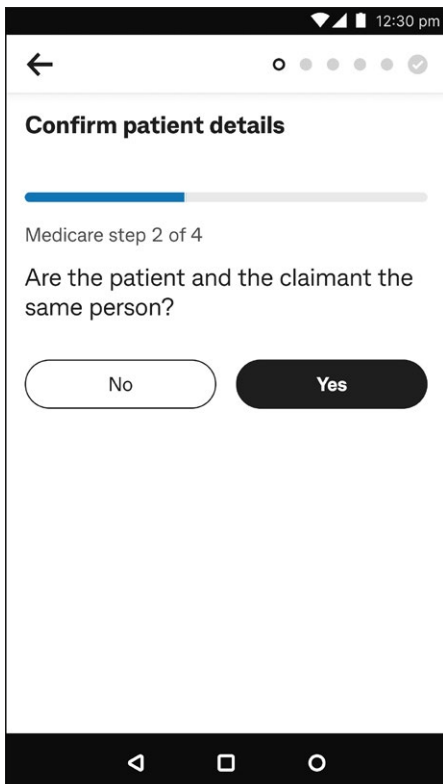 12:30 pm
Confirm patient details
Medicare step 2 of 4
Are the patient and the claimant the
same person?
No
Yes